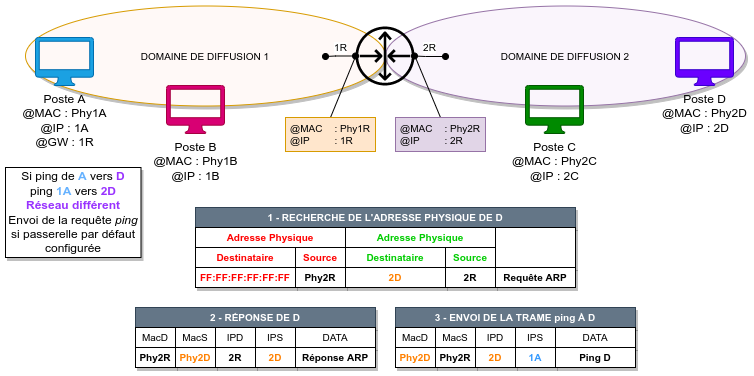 DOMAINE DE DIFFUSION 1
1R
2R
DOMAINE DE DIFFUSION 2
Poste A
@MAC : Phy1A
@IP : 1A
@GW : 1R
Poste B
@MAC : Phy1B
@IP : 1B
@MAC : Phy1R
@IP : 1R
@MAC : Phy2R
@IP : 2R
Poste C
@MAC : Phy2C
@IP : 2C
Poste D
@MAC : Phy2D
@IP : 2D
Si ping de A vers D
ping 1A vers 2D
Réseau différent
Envoi de la requête ping
si passerelle par défaut
configurée
1 - RECHERCHE DE L'ADRESSE PHYSIQUE DE D
Adresse Physique Adresse Physique
Destinataire Source Destinataire Source
FF:FF:FF:FF:FF:FF Phy2R 2D 2R Requête ARP
2 - RÉPONSE DE D
MacD MacS IPD IPS DATA
Phy2R Phy2D 2R 2D Réponse ARP
3 - ENVOI DE LA TRAME ping À D
MacD MacS IPD IPS DATA
Phy2D Phy2R 2D 1A Ping D